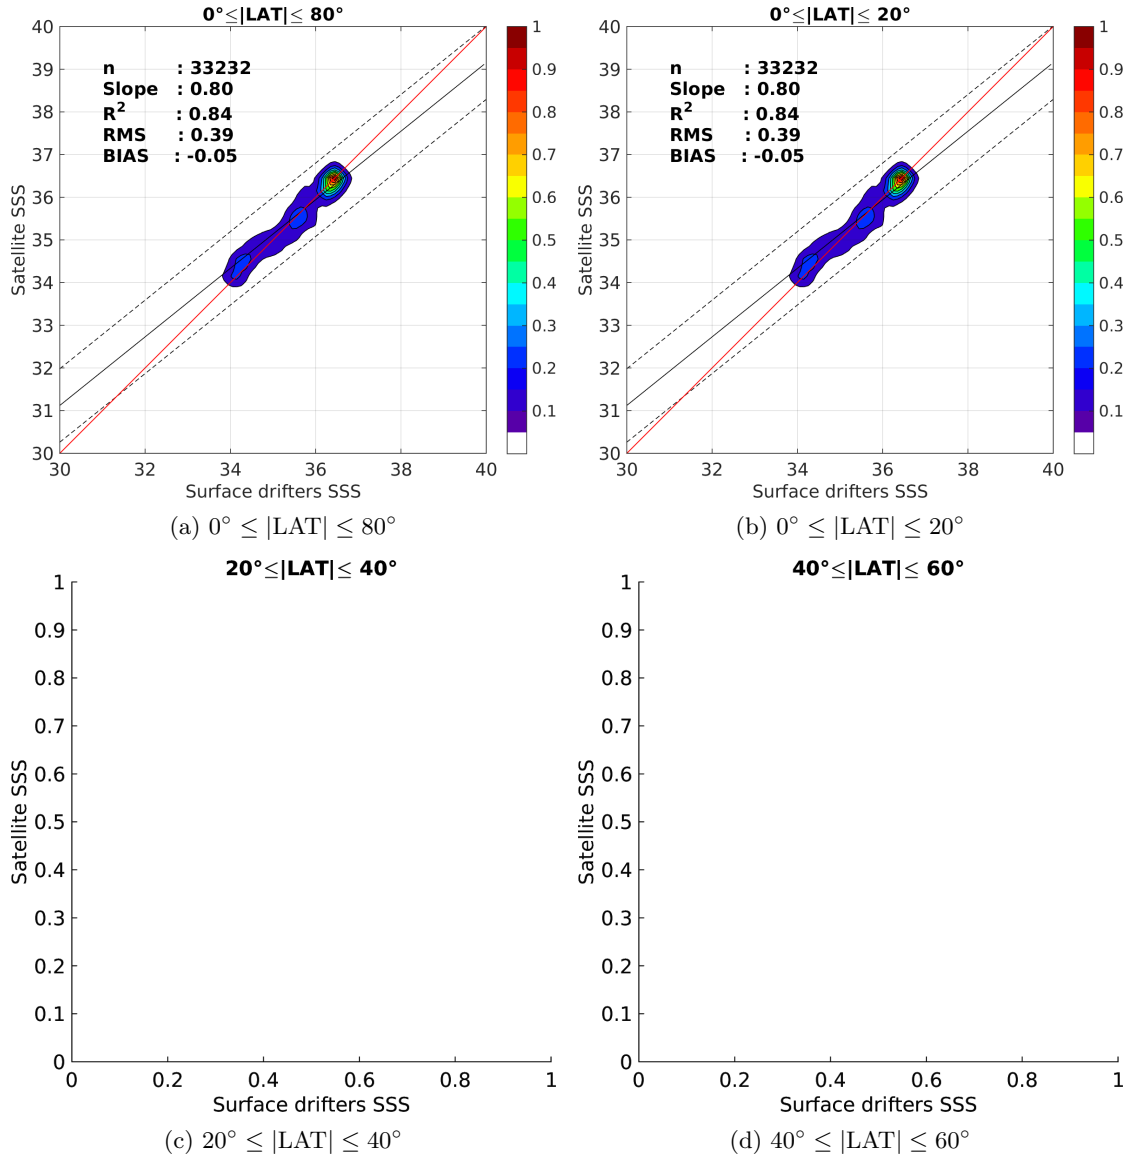 0°≤|LAT|≤ 80°
40
39
38
37
36
35
34
33
32
31
30
Satellite SSS
n : 33232
Slope : 0.80
R² : 0.84
RMS : 0.39
BIAS : -0.05
30 32 34 36 38 40
Surface drifters SSS
1
0.9
0.8
0.7
0.6
0.5
0.4
0.3
0.2
0.1
(a) 0° ≤ |LAT| ≤ 80°
0°≤|LAT|≤ 20°
40
39
38
37
36
35
34
33
32
31
30
Satellite SSS
n : 33232
Slope : 0.80
R² : 0.84
RMS : 0.39
BIAS : -0.05
30 32 34 36 38 40
Surface drifters SSS
1
0.9
0.8
0.7
0.6
0.5
0.4
0.3
0.2
0.1
(b) 0° ≤ |LAT| ≤ 20°
20°≤|LAT|≤ 40°
1
0.9
0.8
0.7
0.6
0.5
0.4
0.3
0.2
0.1
0
Satellite SSS
0 0.2 0.4 0.6 0.8 1
Surface drifters SSS
(c) 20° ≤ |LAT| ≤ 40°
40°≤|LAT|≤ 60°
1
0.9
0.8
0.7
0.6
0.5
0.4
0.3
0.2
0.1
0
Satellite SSS
0 0.2 0.4 0.6 0.8 1
Surface drifters SSS
(d) 40° ≤ |LAT| ≤ 60°